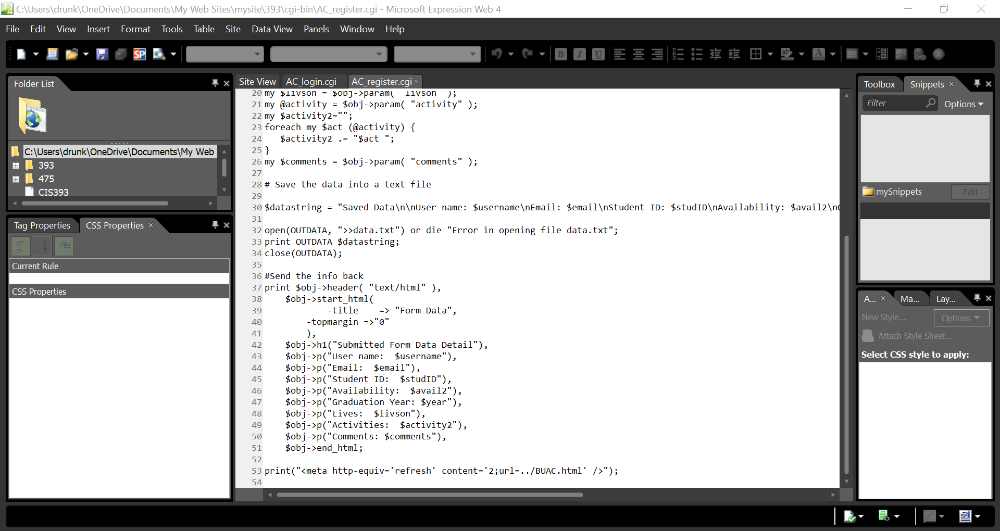 C:\Users\drunk\OneDrive\Documents\My Web Sites\mysite\393\cgi-bin\AC_register.cgi - Microsoft Expression Web 4
File Edit View Insert Format Tools Table Site Data View Panels Window Help
Folder List
C:\Users\drunk\OneDrive\Documents\My Web
393
475
CIS393
Tag Properties CSS Properties
Current Rule
CSS Properties
Site View AC_login.cgi AC_register.cgi
20 my $livson = $obj->param( "livson" );
21 my @activity = $obj->param( "activity" );
22 my $activity2="";
23 foreach my $act (@activity) {
24    $activity2 .= "$act ";
25 }
26 my $comments = $obj->param( "comments" );
27
28 # Save the data into a text file
29
30 $datastring = "Saved Data\n\nUser name: $username\nEmail: $email\nStudent ID: $studID\nAvailability: $avail2\n
31
32 open(OUTDATA, ">>data.txt") or die "Error in opening file data.txt";
33 print OUTDATA $datastring;
34 close(OUTDATA);
35
36 #Send the info back
37 print $obj->header( "text/html" ),
38     $obj->start_html(
39             -title    => "Form Data",
40         -topmargin =>"0"
41         ),
42     $obj->h1("Submitted Form Data Detail"),
43     $obj->p("User name:  $username"),
44     $obj->p("Email:  $email"),
45     $obj->p("Student ID:  $studID"),
46     $obj->p("Availability:  $avail2"),
47     $obj->p("Graduation Year: $year"),
48     $obj->p("Lives:  $livson"),
49     $obj->p("Activities:  $activity2"),
50     $obj->p("Comments: $comments"),
51     $obj->end_html;
52
53 print("<meta http-equiv='refresh' content='2;url=../BUAC.html' />");
54
Toolbox Snippets
Filter Options
mySnippets Edit
A... Ma... Lay...
New Style... Options
Attach Style Sheet...
Select CSS style to apply: